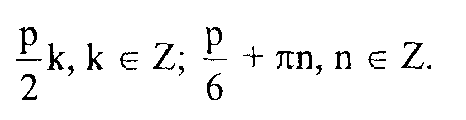 p/2 k, k ∈ Z; p/6 + πn, n ∈ Z.